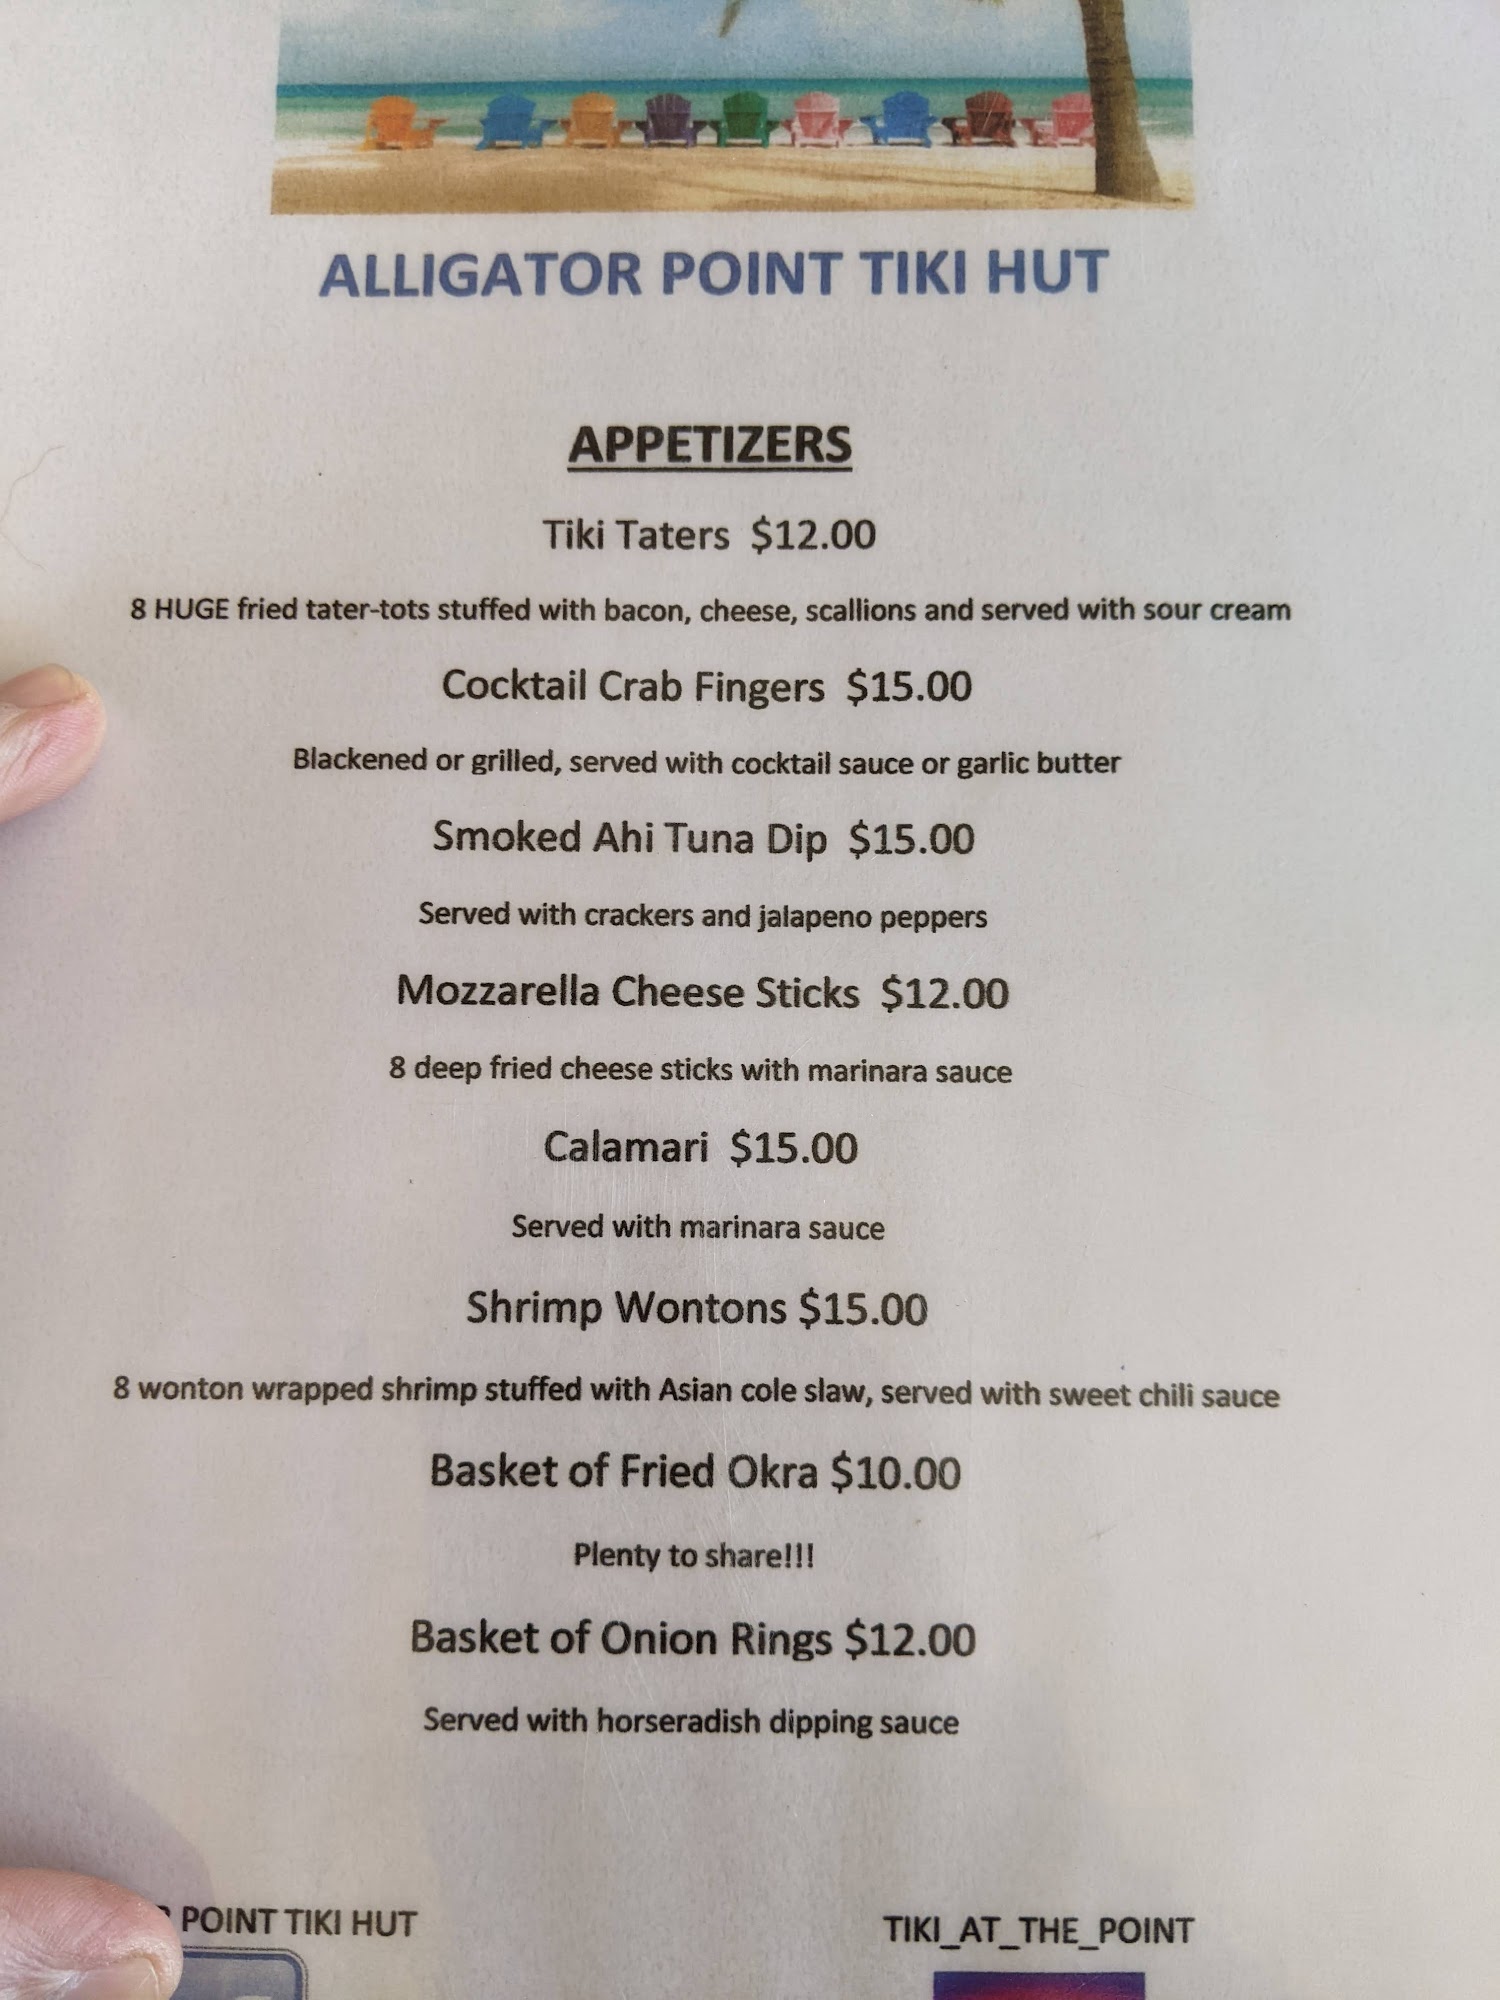 ALLIGATOR POINT TIKI HUT
APPETIZERS
Tiki Taters $12.00
8 HUGE fried tater-tots stuffed with bacon, cheese, scallions and served with sour cream
Cocktail Crab Fingers $15.00
Blackened or grilled, served with cocktail sauce or garlic butter
Smoked Ahi Tuna Dip $15.00
Served with crackers and jalapeno peppers
Mozzarella Cheese Sticks $12.00
8 deep fried cheese sticks with marinara sauce
Calamari $15.00
Served with marinara sauce
Shrimp Wontons $15.00
8 wonton wrapped shrimp stuffed with Asian cole slaw, served with sweet chili sauce
Basket of Fried Okra $10.00
Plenty to share!!!
Basket of Onion Rings $12.00
Served with horseradish dipping sauce
POINT TIKI HUT
TIKI_AT_THE_POINT